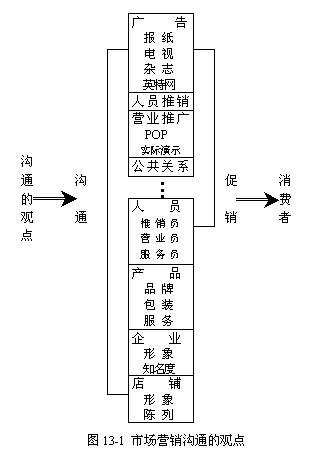 广告
报纸
电视
杂志
英特网
人员推销
营业推广
POP
实际演示
公共关系
沟通的观点
沟通
促销
消费者
人员
推销员
营业员
服务员
产品
品牌
包装
服务
企业
形象
知名度
店铺
形象
陈列
图 13-1 市场营销沟通的观点